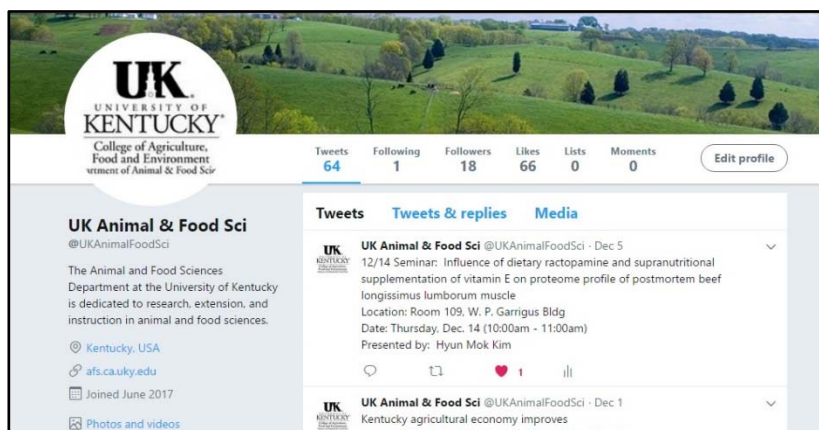 UK
UNIVERSITY OF
KENTUCKY
College of Agriculture,
Food and Environment
rtment of Animal & Food Scie
Tweets Following Followers Likes Lists Moments
64 1 18 66 0 0
Edit profile
UK Animal & Food Sci
@UKAnimalFoodSci
The Animal and Food Sciences
Department at the University of Kentucky
is dedicated to research, extension, and
instruction in animal and food sciences.
Kentucky, USA
afs.ca.uky.edu
Joined June 2017
Photos and videos
Tweets Tweets & replies Media
UK
KENTUCKY
UK Animal & Food Sci @UKAnimalFoodSci · Dec 5
12/14 Seminar: Influence of dietary ractopamine and supranutritional
supplementation of vitamin E on proteome profile of postmortem beef
longissimus lumborum muscle
Location: Room 109, W. P. Garrigus Bldg
Date: Thursday, Dec. 14 (10:00am - 11:00am)
Presented by: Hyun Mok Kim
1
UK
KENTUCKY
UK Animal & Food Sci @UKAnimalFoodSci · Dec 1
Kentucky agricultural economy improves